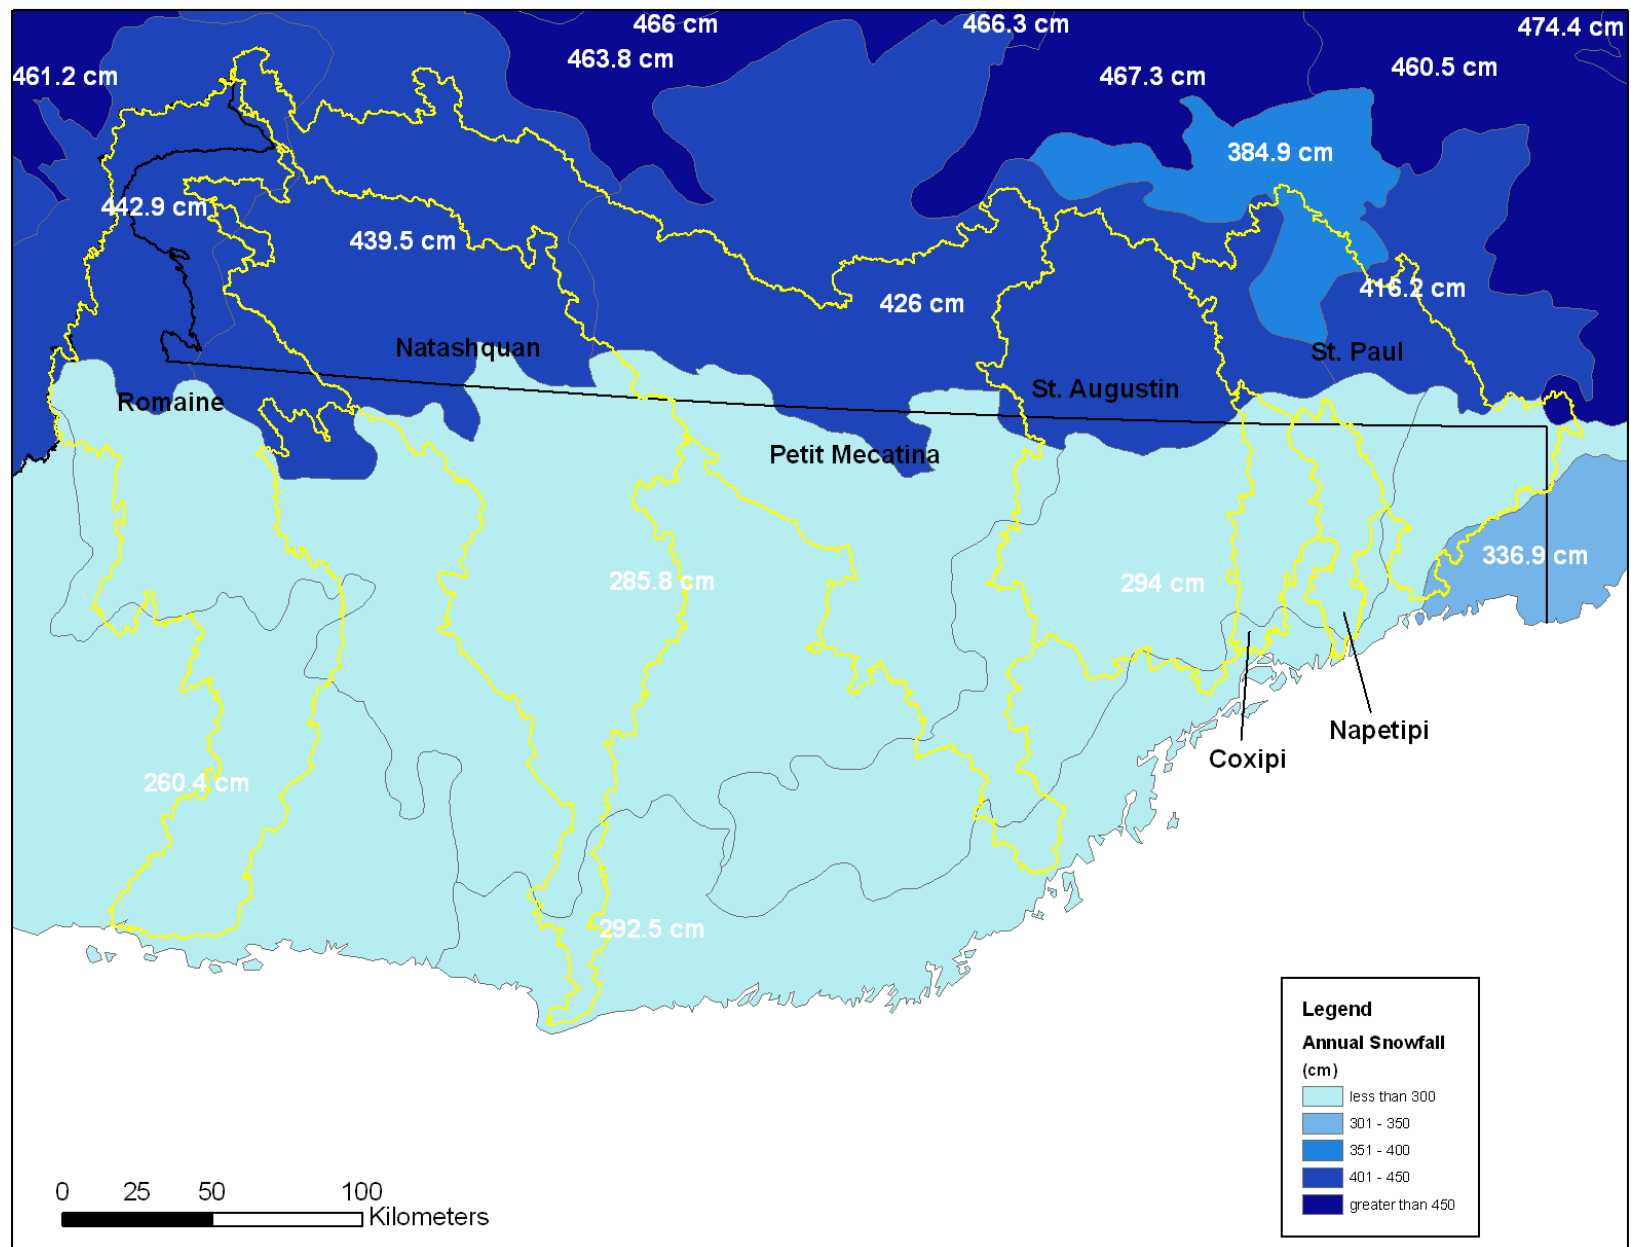 466 cm
466.3 cm
474.4 cm
463.8 cm
460.5 cm
461.2 cm
467.3 cm
384.9 cm
442.9 cm
439.5 cm
416.2 cm
426 cm
Natashquan
St. Paul
St. Augustin
Romaine
Petit Mecatina
336.9 cm
285.8 cm
294 cm
Napetipi
Coxipi
260.4 cm
292.5 cm
Legend
Annual Snowfall
(cm)
less than 300
301 - 350
351 - 400
401 - 450
greater than 450
0 25 50 100
Kilometers